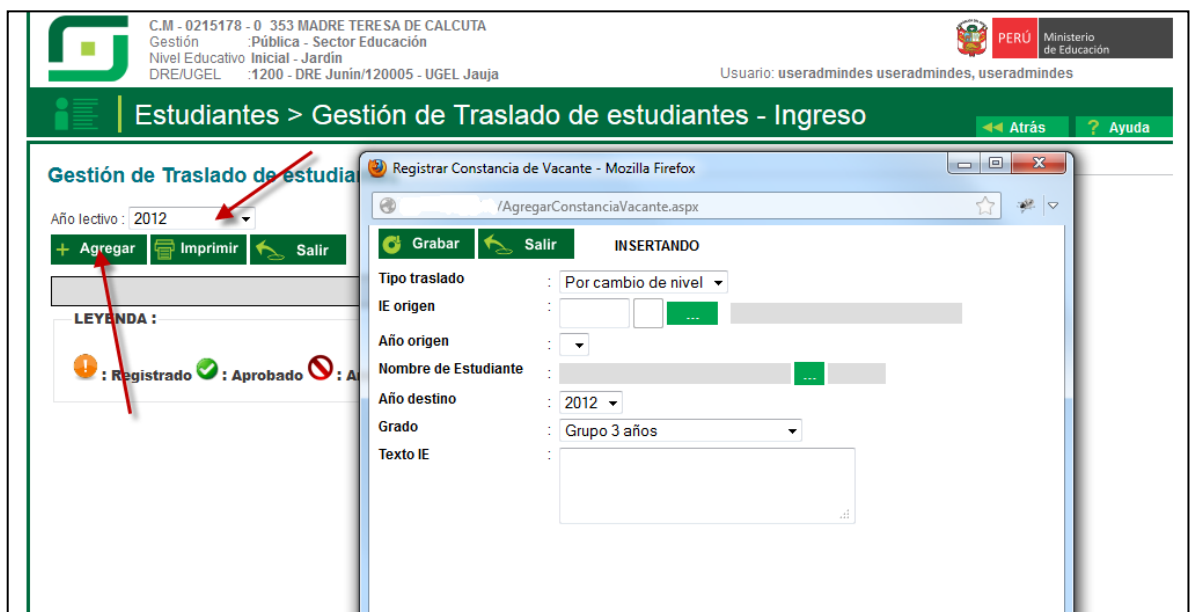 C.M - 0215178 - 0 353 MADRE TERESA DE CALCUTA
Gestión :Pública - Sector Educación
Nivel Educativo Inicial - Jardín
DRE/UGEL :1200 - DRE Junín/120005 - UGEL Jauja
PERÚ Ministerio de Educación
Usuario: useradmindes useradmindes, useradmindes
Estudiantes > Gestión de Traslado de estudiantes - Ingreso
Atrás ? Ayuda
Gestión de Traslado de estudia
Año lectivo : 2012
+ Agregar Imprimir Salir
LEYENDA :
: Registrado : Aprobado : A
Registrar Constancia de Vacante - Mozilla Firefox
/AgregarConstanciaVacante.aspx
Grabar Salir INSERTANDO
Tipo traslado : Por cambio de nivel
IE origen : ...
Año origen :
Nombre de Estudiante : ...
Año destino : 2012
Grado : Grupo 3 años
Texto IE :